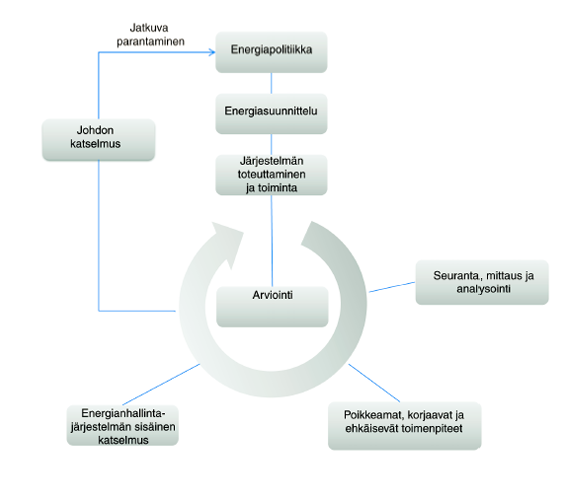 Jatkuva
parantaminen
Energiapolitiikka
Energiasuunnittelu
Johdon
katselmus
Järjestelmän
toteuttaminen
ja toiminta
Arviointi
Seuranta, mittaus ja
analysointi
Energianhallinta-
järjestelmän sisäinen
katselmus
Poikkeamat, korjaavat ja
ehkäisevät toimenpiteet